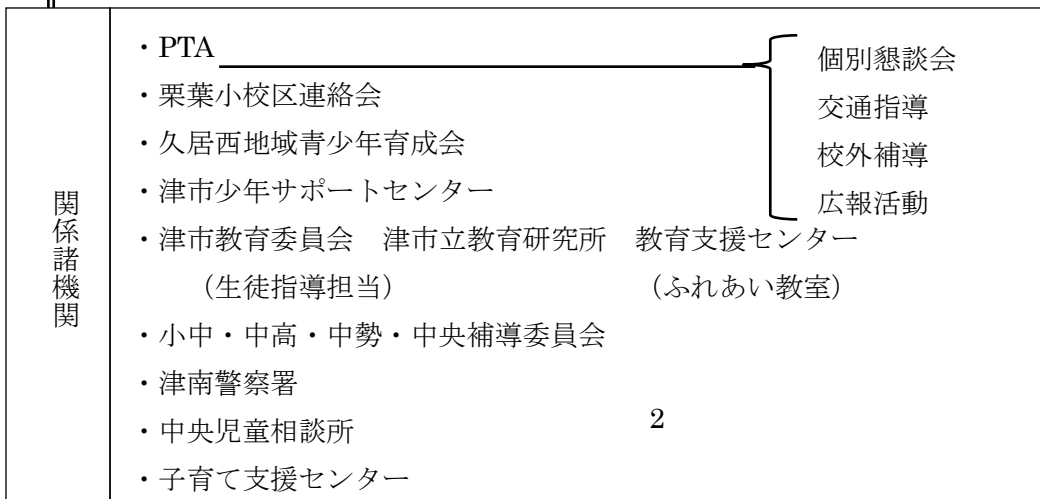 関係諸機関
・PTA
個別懇談会
交通指導
校外補導
広報活動
・栗葉小校区連絡会
・久居西地域青少年育成会
・津市少年サポートセンター
・津市教育委員会　津市立教育研究所　教育支援センター
（生徒指導担当）　（ふれあい教室）
・小中・中高・中勢・中央補導委員会
・津南警察署
・中央児童相談所
・子育て支援センター
2